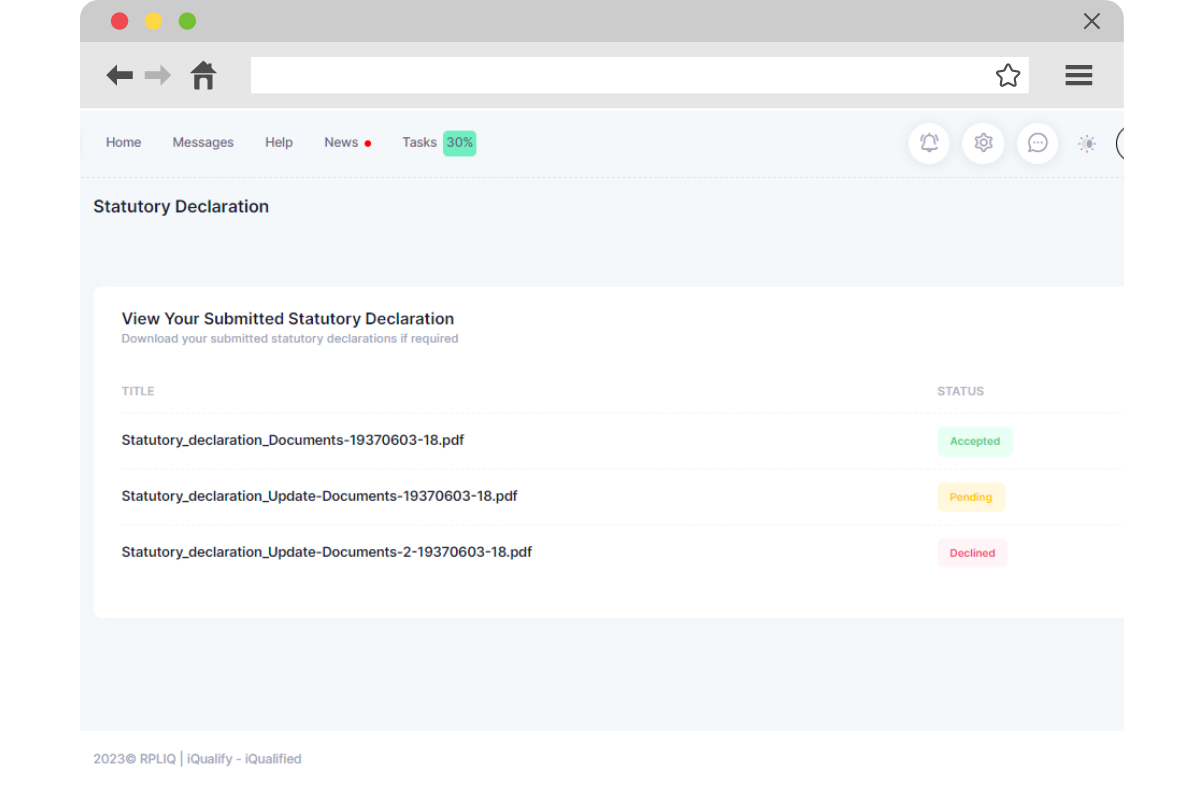 Home Messages Help News Tasks 30%
Statutory Declaration
View Your Submitted Statutory Declaration
Download your submitted statutory declarations if required
TITLE STATUS
Statutory_declaration_Documents-19370603-18.pdf Accepted
Statutory_declaration_Update-Documents-19370603-18.pdf Pending
Statutory_declaration_Update-Documents-2-19370603-18.pdf Declined
2023© RPLIQ | iQualify - iQualified